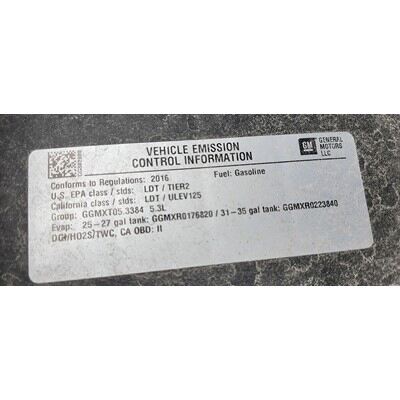 VEHICLE EMISSION
CONTROL INFORMATION
GM
GENERAL
MOTORS
LLC
Conforms to Regulations: 2016 Fuel: Gasoline
U.S. EPA class / stds: LDT / TIER2
California class / stds: LDT / ULEV125
Group: GGMXT05.3384 5.3L
Evap: 25-27 gal tank: GGMXR0176820 / 31-35 gal tank: GGMXR0223840
DGI/HO2S/TWC, CA OBD: II